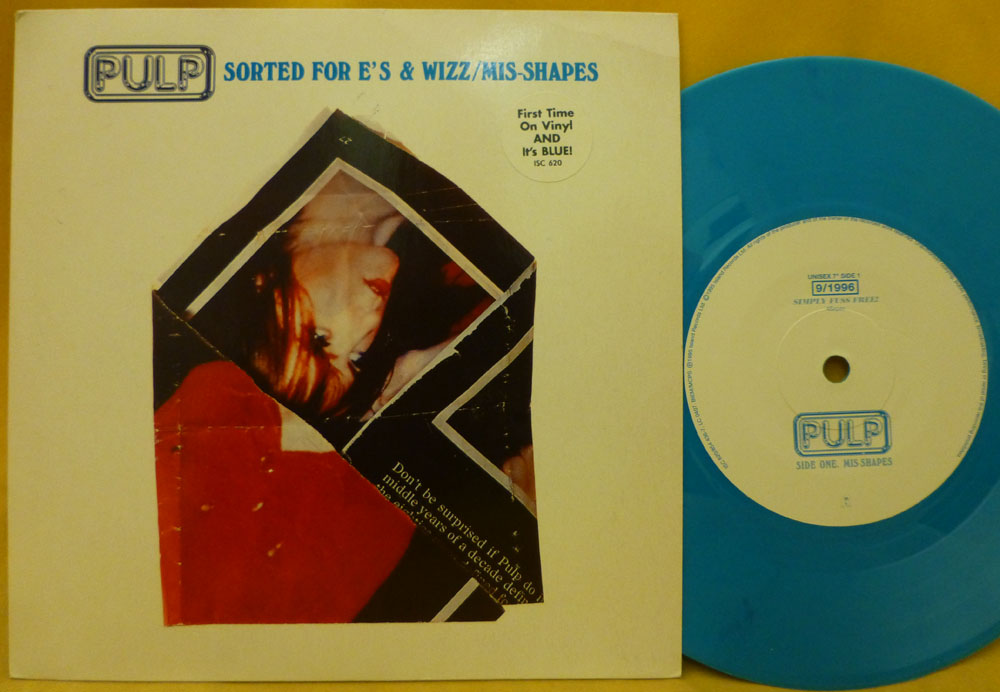 PULP
SORTED FOR E'S & WIZZ/MIS-SHAPES
First Time
On Vinyl
AND
It's BLUE!
ISC 620
27
Don't be surprised if Pulp do
middle years of a decade defin
UNISEX 7" SIDE 1
9/1996
SIMPLY FUSS FREE!
PULP
SIDE ONE. MIS-SHAPES